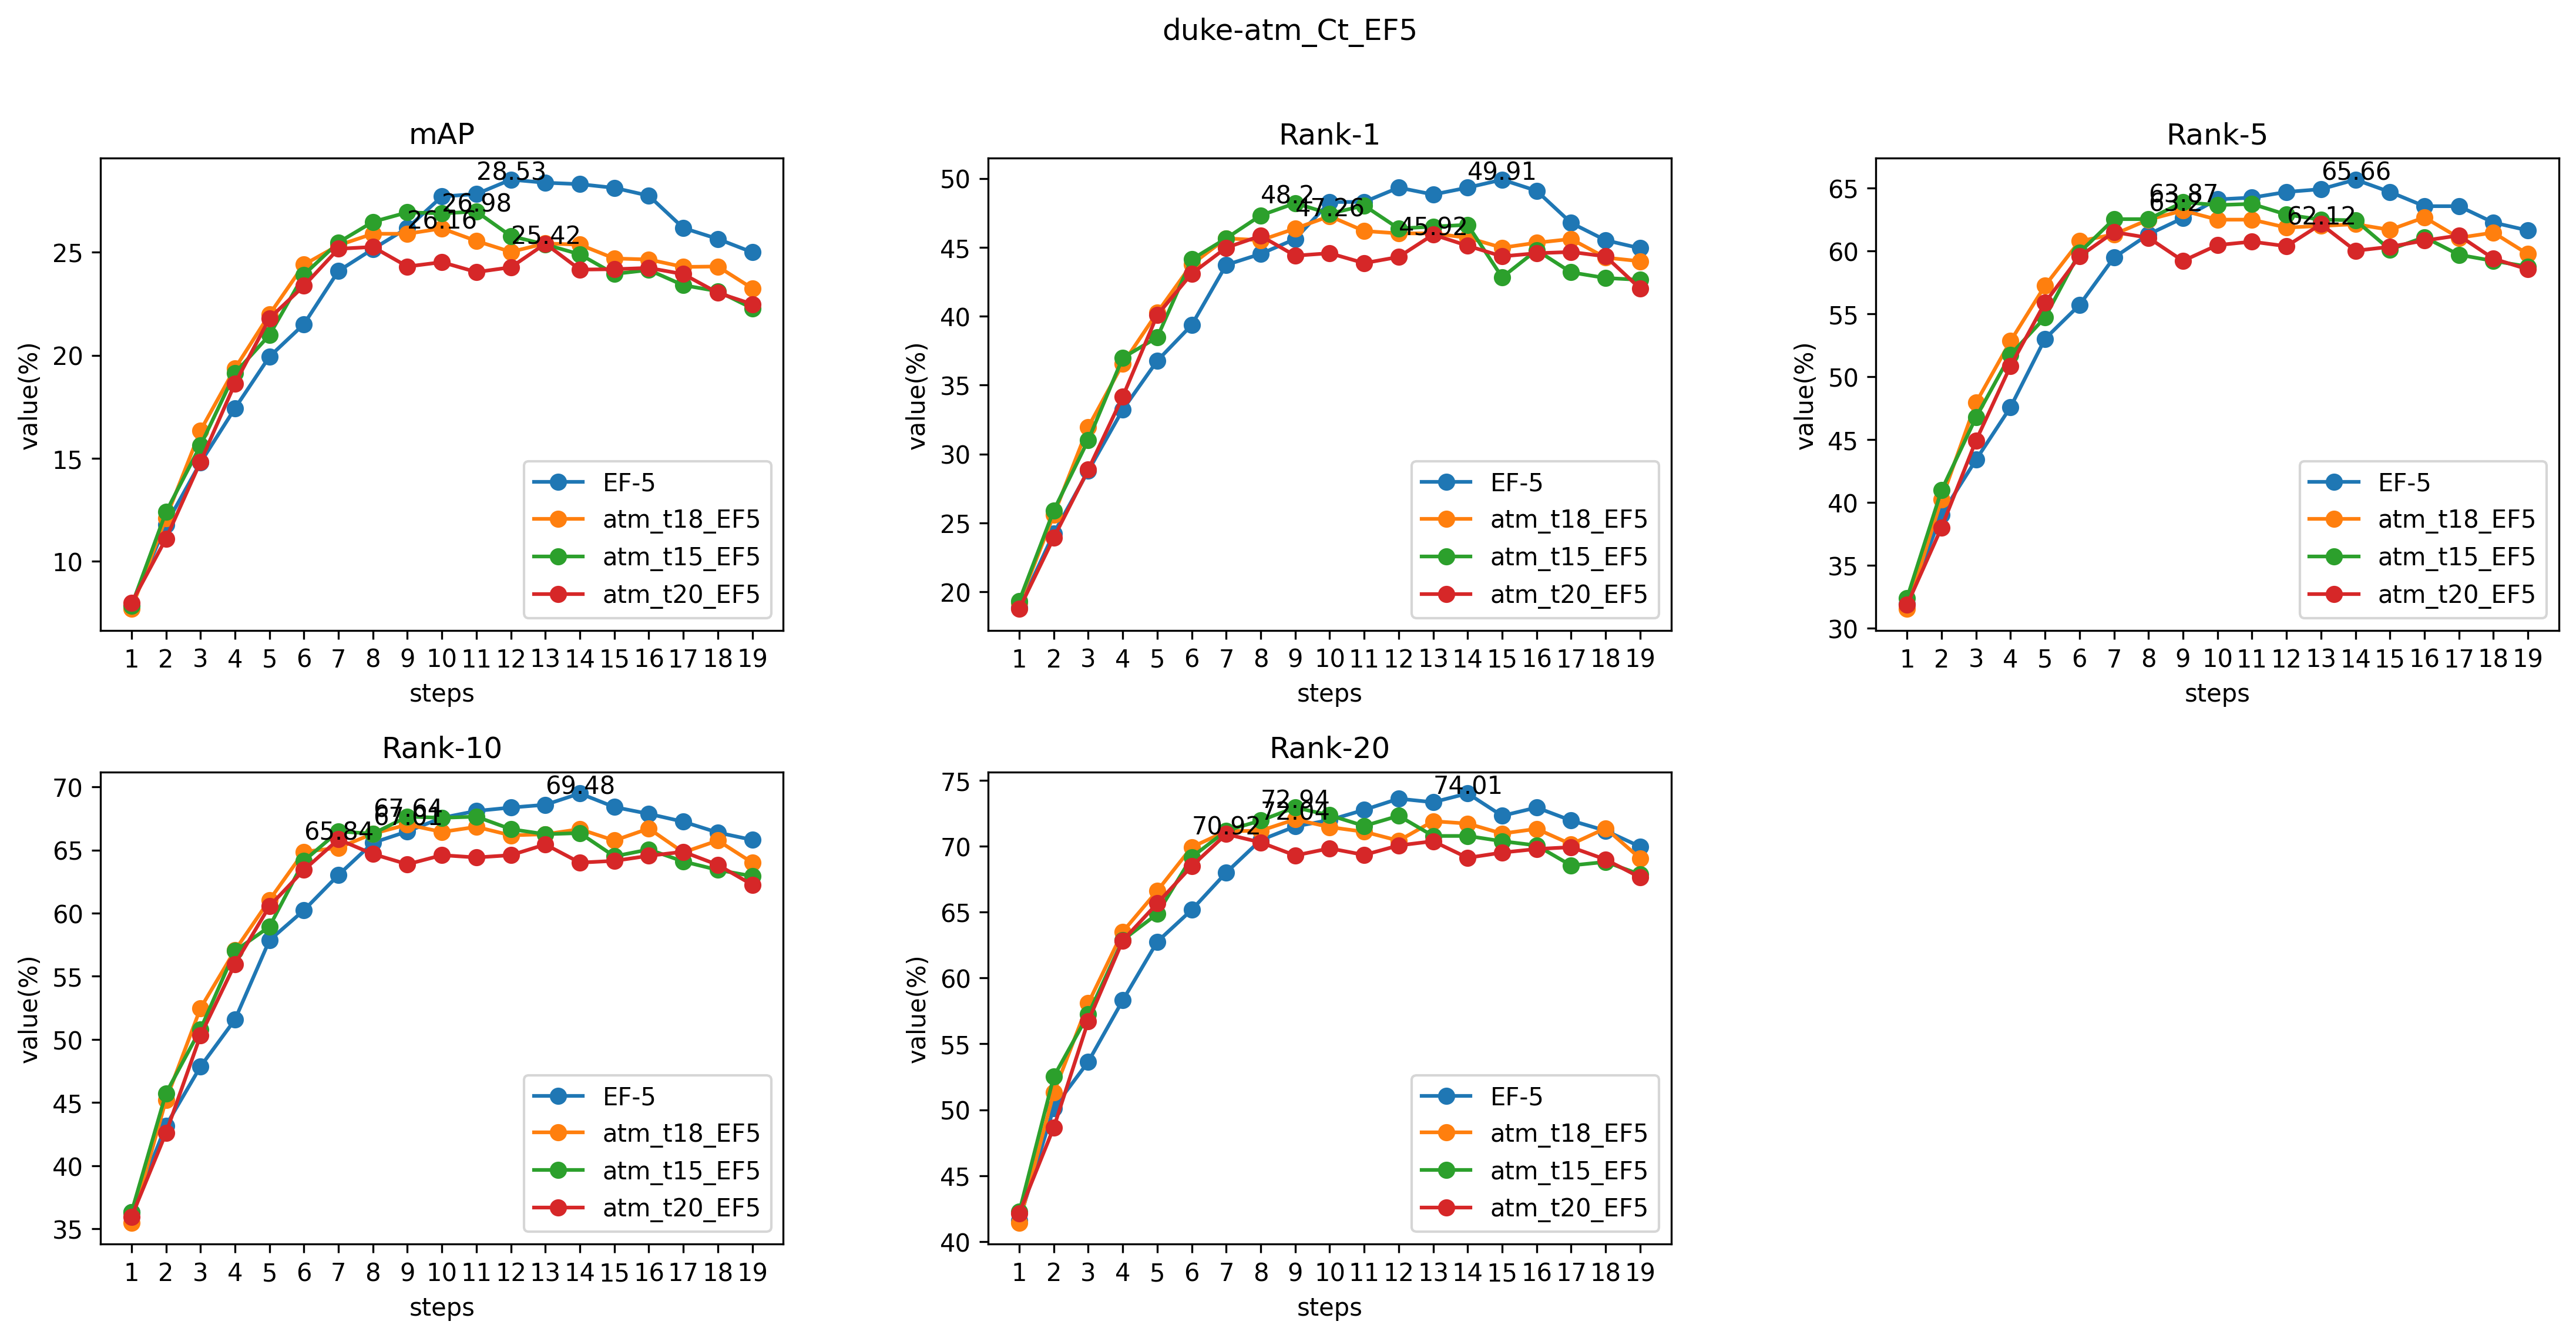 duke-atm_Ct_EF5
mAP
28.53
26.98
26.16
25.42
value(%)
25
20
15
10
EF-5
atm_t18_EF5
atm_t15_EF5
atm_t20_EF5
1 2 3 4 5 6 7 8 9 10 11 12 13 14 15 16 17 18 19
steps
Rank-1
49.91
48.2
47.26
45.92
value(%)
50
45
40
35
30
25
20
EF-5
atm_t18_EF5
atm_t15_EF5
atm_t20_EF5
1 2 3 4 5 6 7 8 9 10 11 12 13 14 15 16 17 18 19
steps
Rank-5
65.66
63.87
63.2
62.12
value(%)
65
60
55
50
45
40
35
30
EF-5
atm_t18_EF5
atm_t15_EF5
atm_t20_EF5
1 2 3 4 5 6 7 8 9 10 11 12 13 14 15 16 17 18 19
steps
Rank-10
69.48
67.64
67.01
65.84
value(%)
70
65
60
55
50
45
40
35
EF-5
atm_t18_EF5
atm_t15_EF5
atm_t20_EF5
1 2 3 4 5 6 7 8 9 10 11 12 13 14 15 16 17 18 19
steps
Rank-20
74.01
72.94
72.04
70.92
value(%)
75
70
65
60
55
50
45
40
EF-5
atm_t18_EF5
atm_t15_EF5
atm_t20_EF5
1 2 3 4 5 6 7 8 9 10 11 12 13 14 15 16 17 18 19
steps